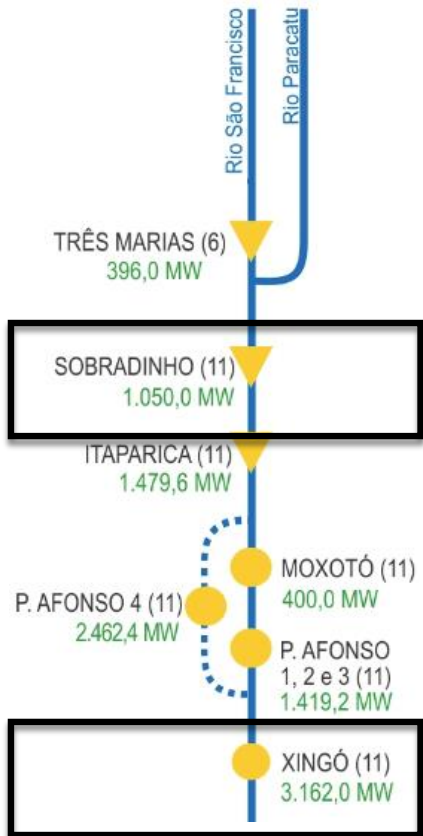 Rio São Francisco
Rio Paracatu
TRÊS MARIAS (6)
396,0 MW
SOBRADINHO (11)
1.050,0 MW
ITAPARICA (11)
1.479,6 MW
MOXOTÓ (11)
400,0 MW
P. AFONSO 4 (11)
2.462,4 MW
P. AFONSO
1, 2 e 3 (11)
1.419,2 MW
XINGÓ (11)
3.162,0 MW